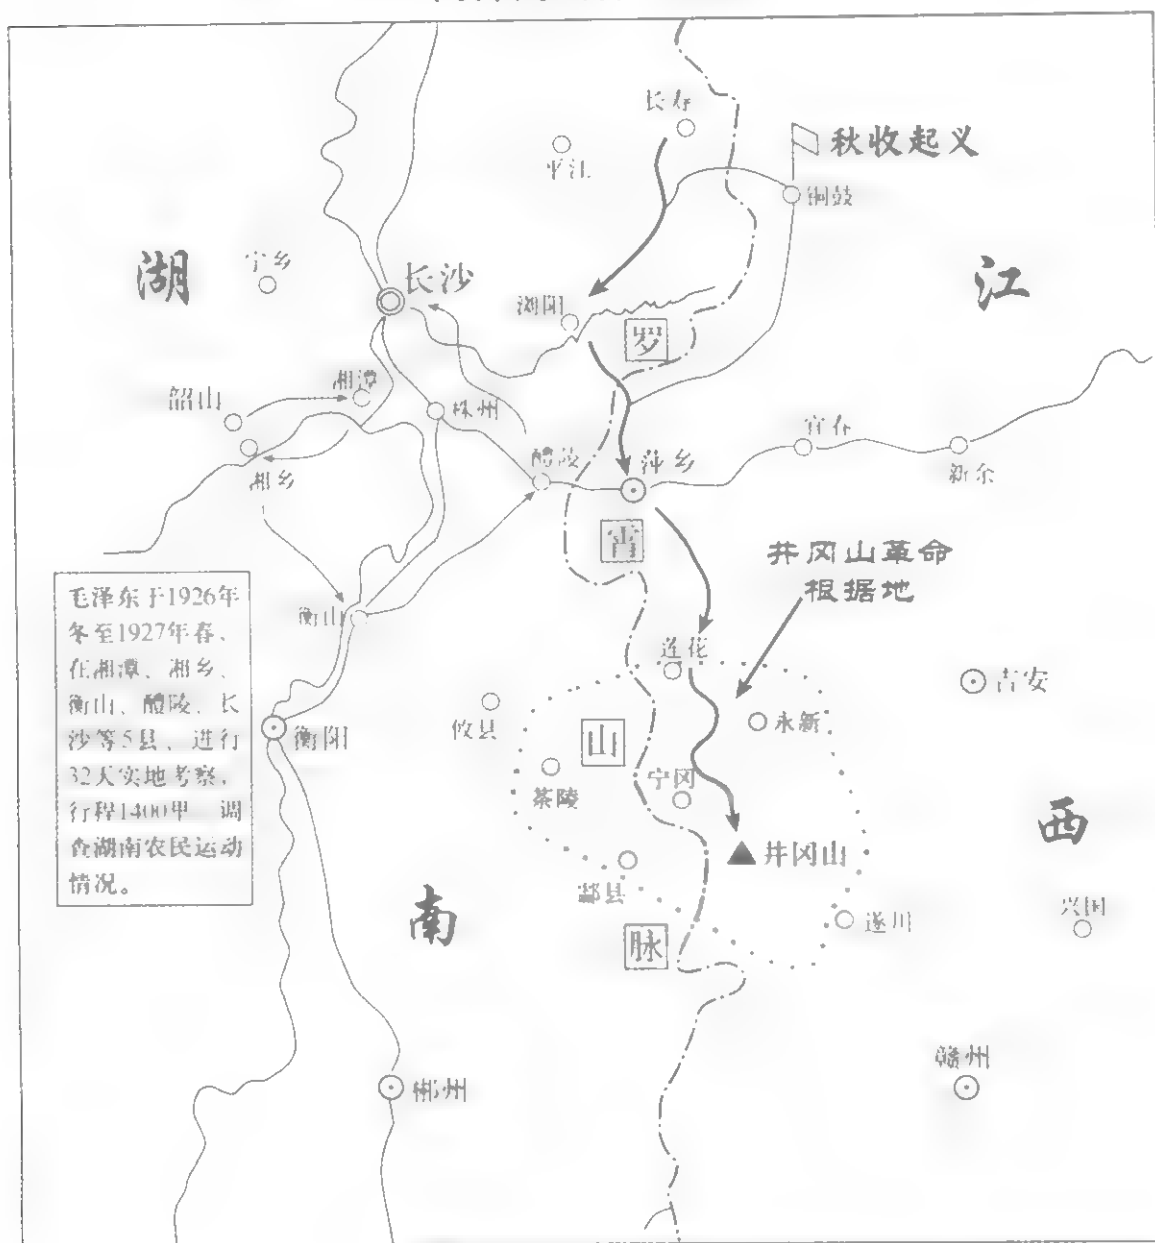 长寿
平江
秋收起义
铜鼓
湖
宁乡
长沙
江
浏阳
罗
湘潭
韶山
株州
宜春
醴陵
萍乡
湘乡
新余
霄
井冈山革命
根据地
毛泽东于1926年
冬至1927年春、
在湘潭、湘乡、
衡山、醴陵、长
沙等5县，进行
32天实地考察，
行程1400里 调
查湖南农民运动
情况。
衡山
莲花
吉安
攸县
山
永新
衡阳
宁冈
茶陵
西
井冈山
酃县
南
遂川
兴国
脉
赣州
郴州